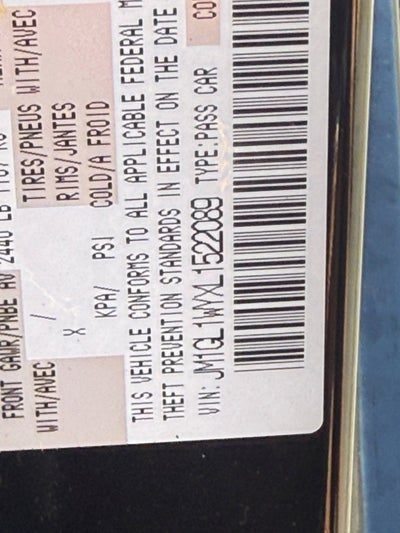 FRONT GAWR/PNBE AV 2440 LB
WITH/AVEC / TIRES/PNEUS WITH/AVEC
X RIMS/JANTES
KPA/ PSI COLD/A FROID
THIS VEHICLE CONFORMS TO ALL APPLICABLE FEDERAL M
THEFT PREVENTION STANDARDS IN EFFECT ON THE DATE
VIN: JM1GL1WYXL1522089 TYPE:PASS CAR CO